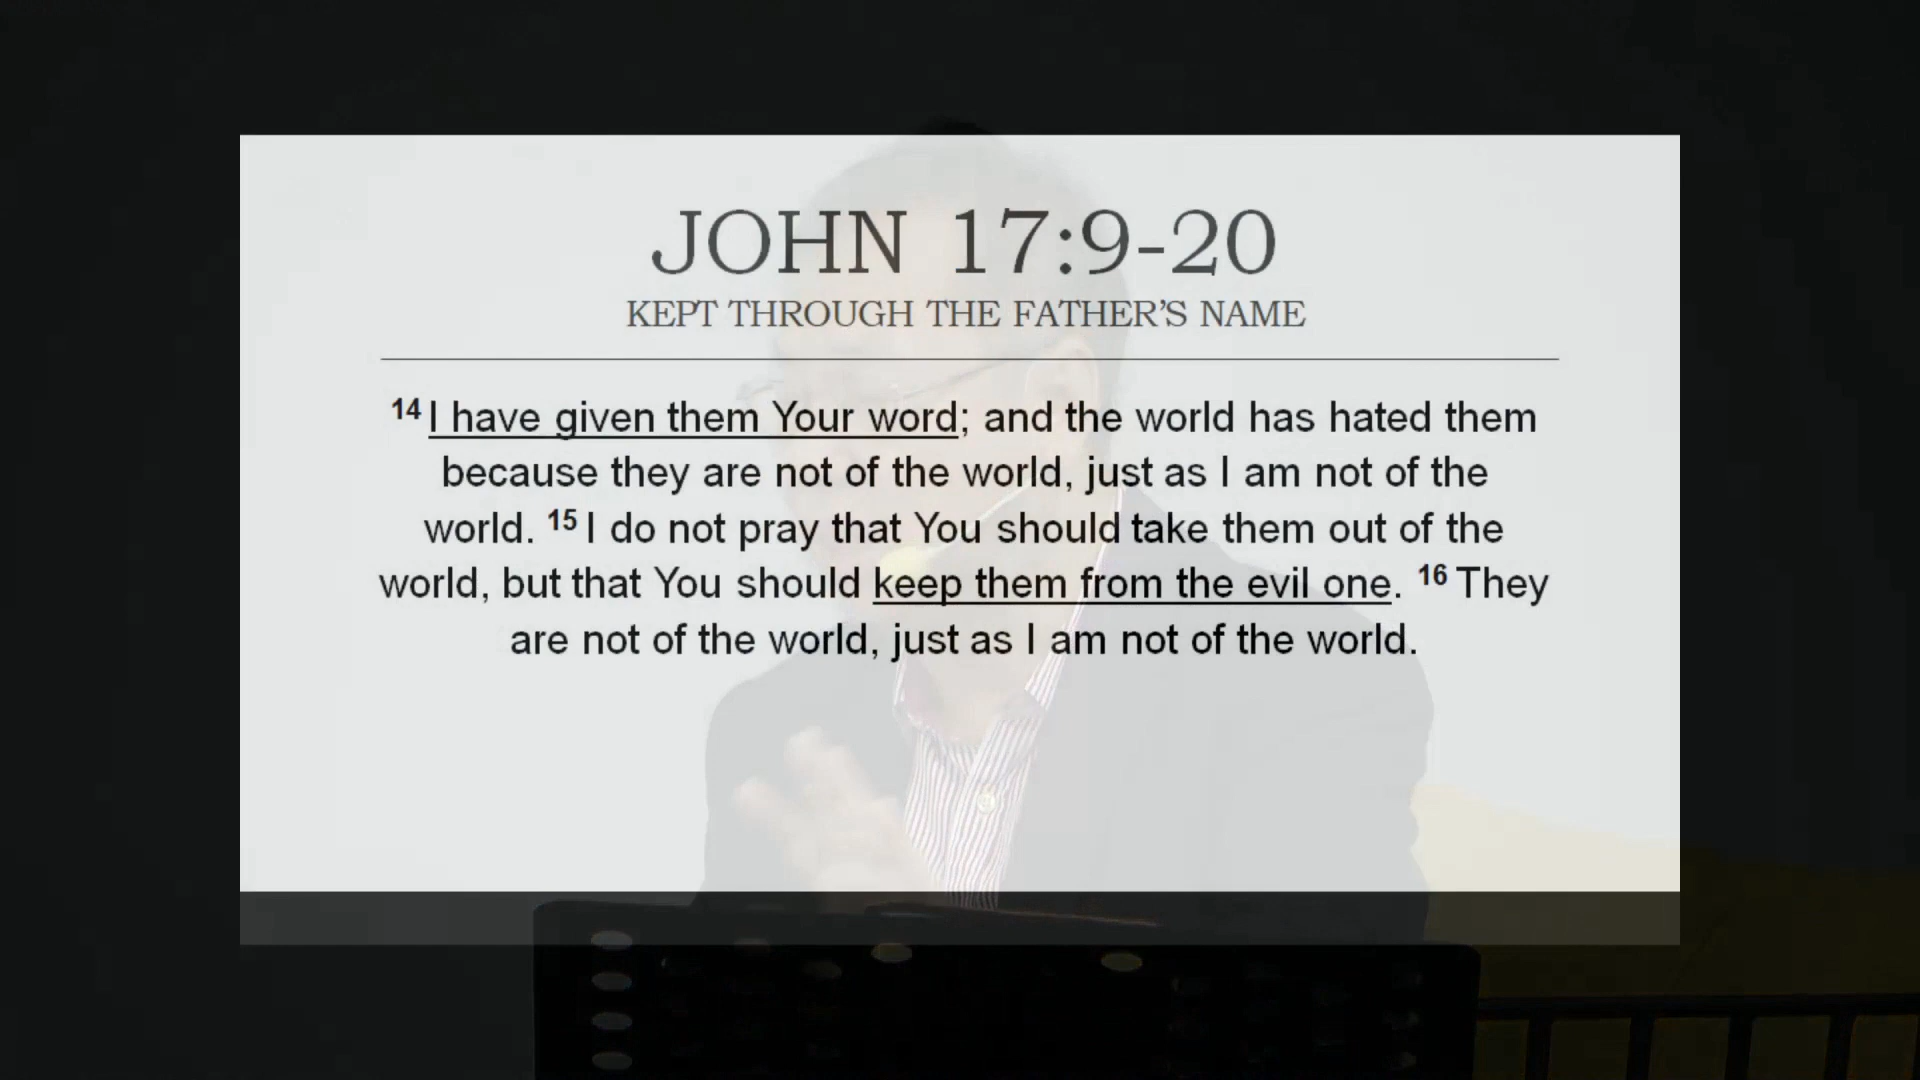 JOHN 17:9-20
KEPT THROUGH THE FATHER’S NAME
14 I have given them Your word; and the world has hated them
because they are not of the world, just as I am not of the
world. 15 I do not pray that You should take them out of the
world, but that You should keep them from the evil one. 16 They
are not of the world, just as I am not of the world.